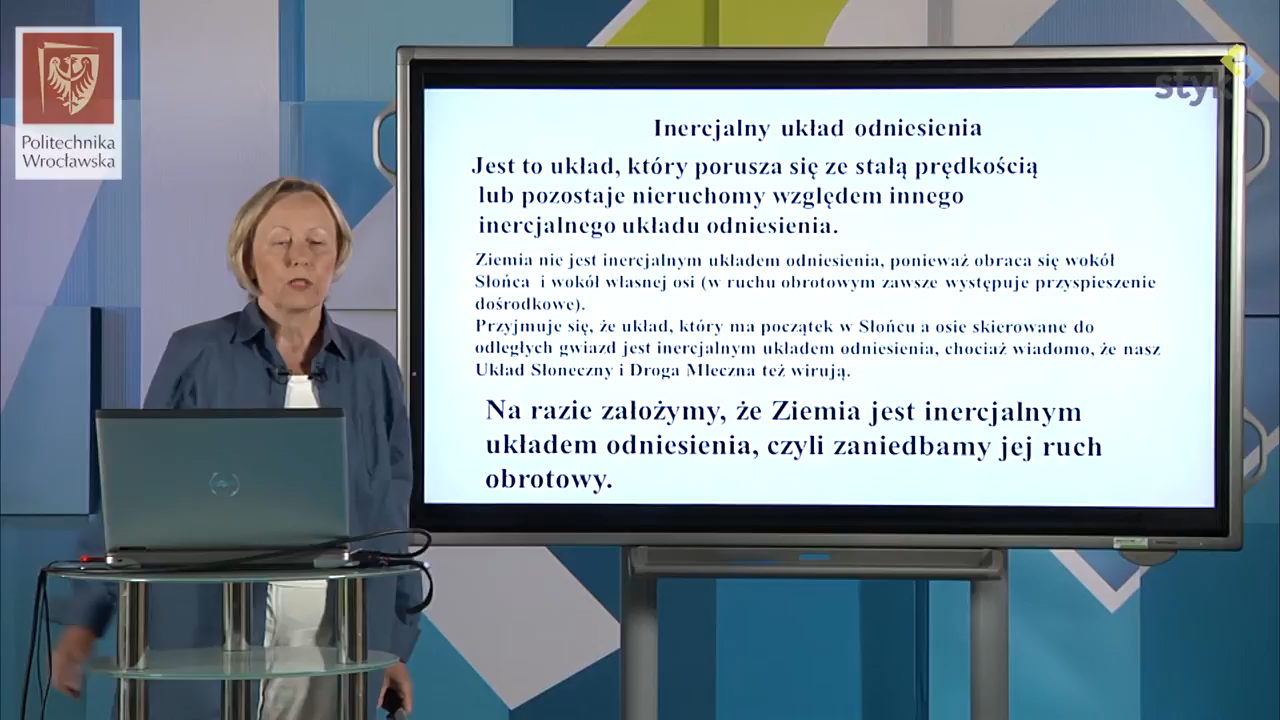 Politechnika
Wrocławska
styk
Inercjalny układ odniesienia
Jest to układ, który porusza się ze stałą prędkością
lub pozostaje nieruchomy względem innego
inercjalnego układu odniesienia.
Ziemia nie jest inercjalnym układem odniesienia, ponieważ obraca się wokół
Słońca i wokół własnej osi (w ruchu obrotowym zawsze występuje przyspieszenie
dośrodkowe).
Przyjmuje się, że układ, który ma początek w Słońcu a osie skierowane do
odległych gwiazd jest inercjalnym układem odniesienia, chociaż wiadomo, że nasz
Układ Słoneczny i Droga Mleczna też wirują.
Na razie założymy, że Ziemia jest inercjalnym
układem odniesienia, czyli zaniedbamy jej ruch
obrotowy.